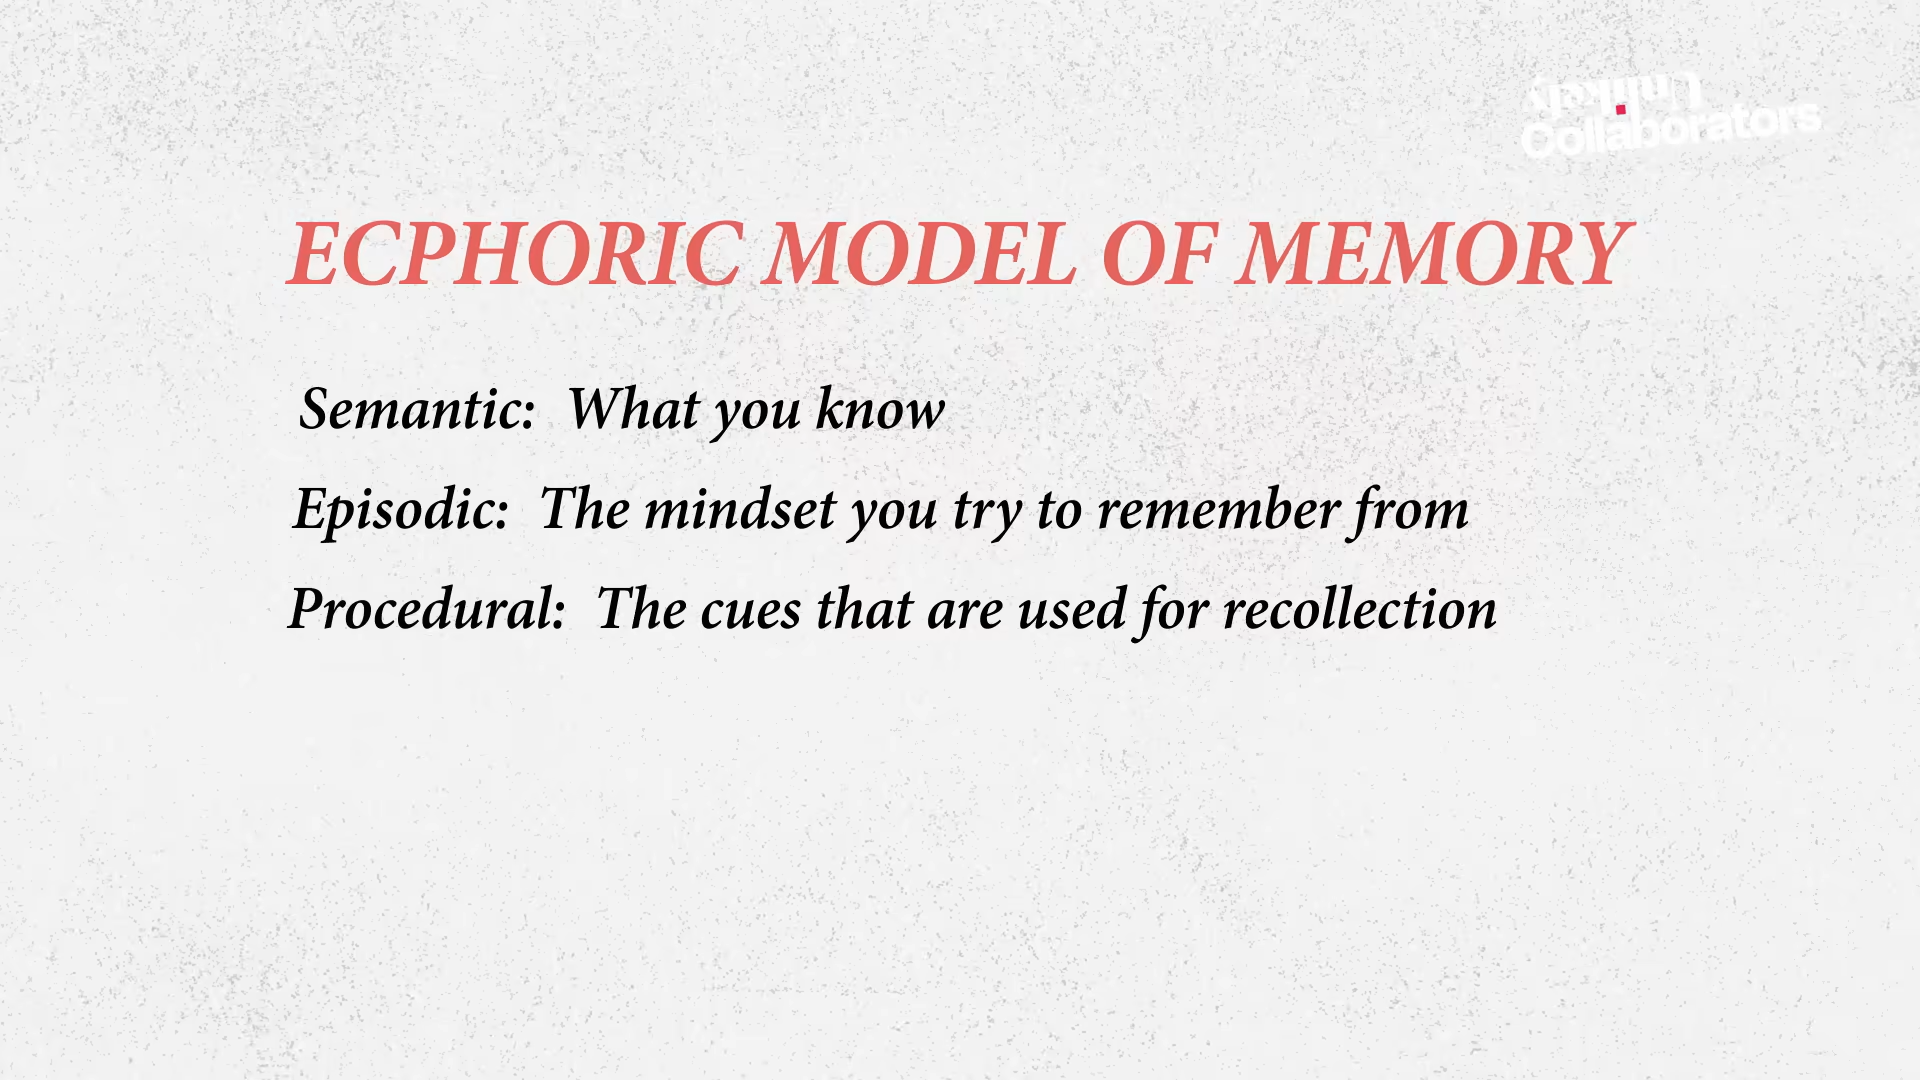 Unlikely
Collaborators
ECPHORIC MODEL OF MEMORY
Semantic: What you know
Episodic: The mindset you try to remember from
Procedural: The cues that are used for recollection